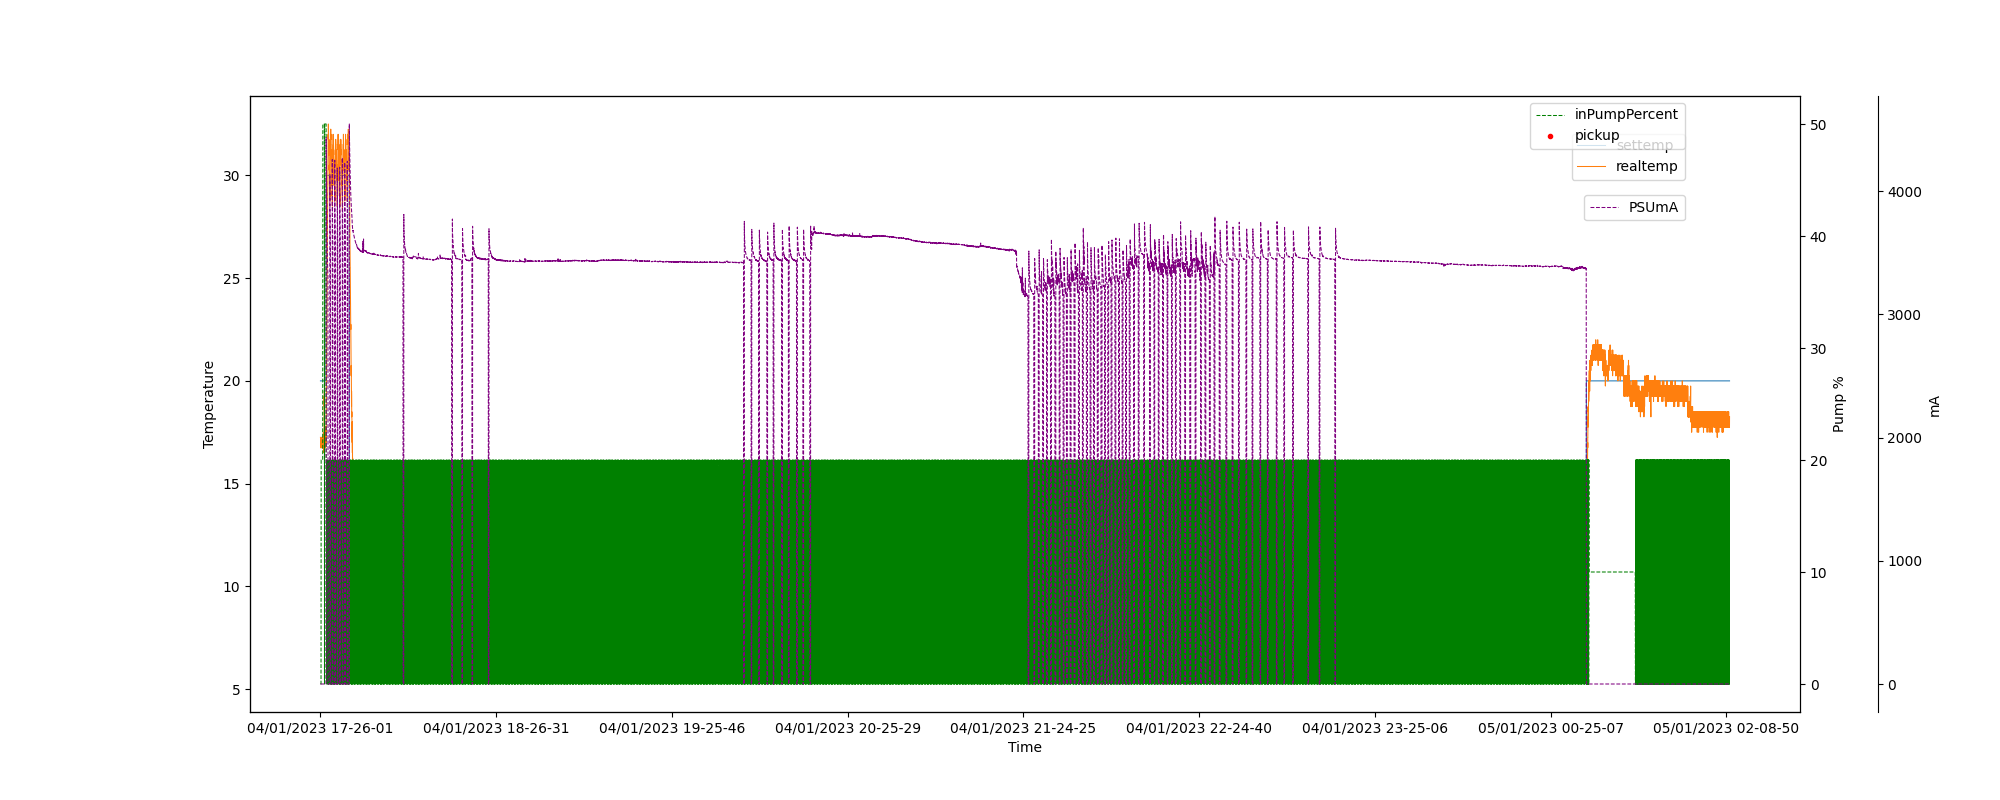 inPumpPercent
pickup
settemp
realtemp
PSUmA
30
25
20
15
10
5
Temperature
50
40
30
20
10
0
Pump %
4000
3000
2000
1000
0
mA
04/01/2023 17-26-01
04/01/2023 18-26-31
04/01/2023 19-25-46
04/01/2023 20-25-29
04/01/2023 21-24-25
04/01/2023 22-24-40
04/01/2023 23-25-06
05/01/2023 00-25-07
05/01/2023 02-08-50
Time